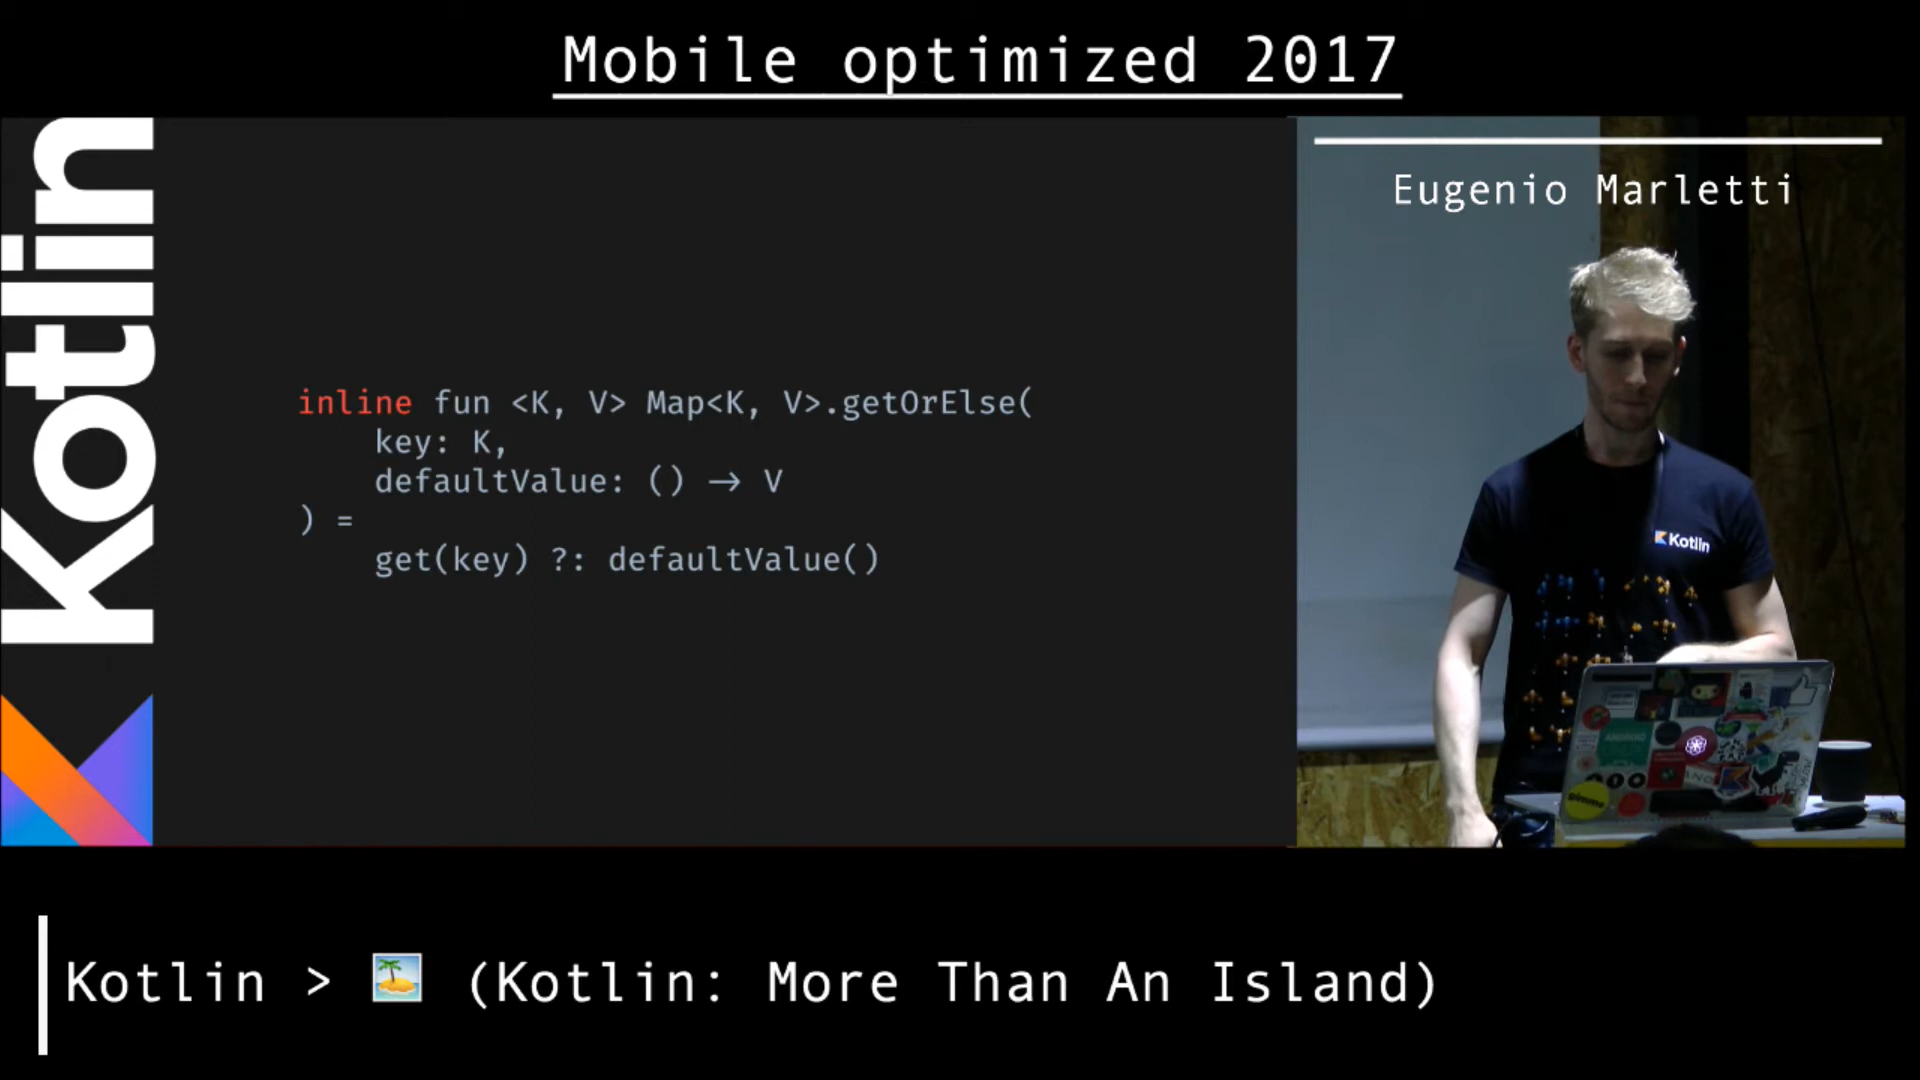 Mobile optimized 2017
Kotlin
inline fun <K, V> Map<K, V>.getOrElse(
    key: K,
    defaultValue: () → V
) =
    get(key) ?: defaultValue()
Eugenio Marletti
Kotlin
Kotlin > 🏝 (Kotlin: More Than An Island)